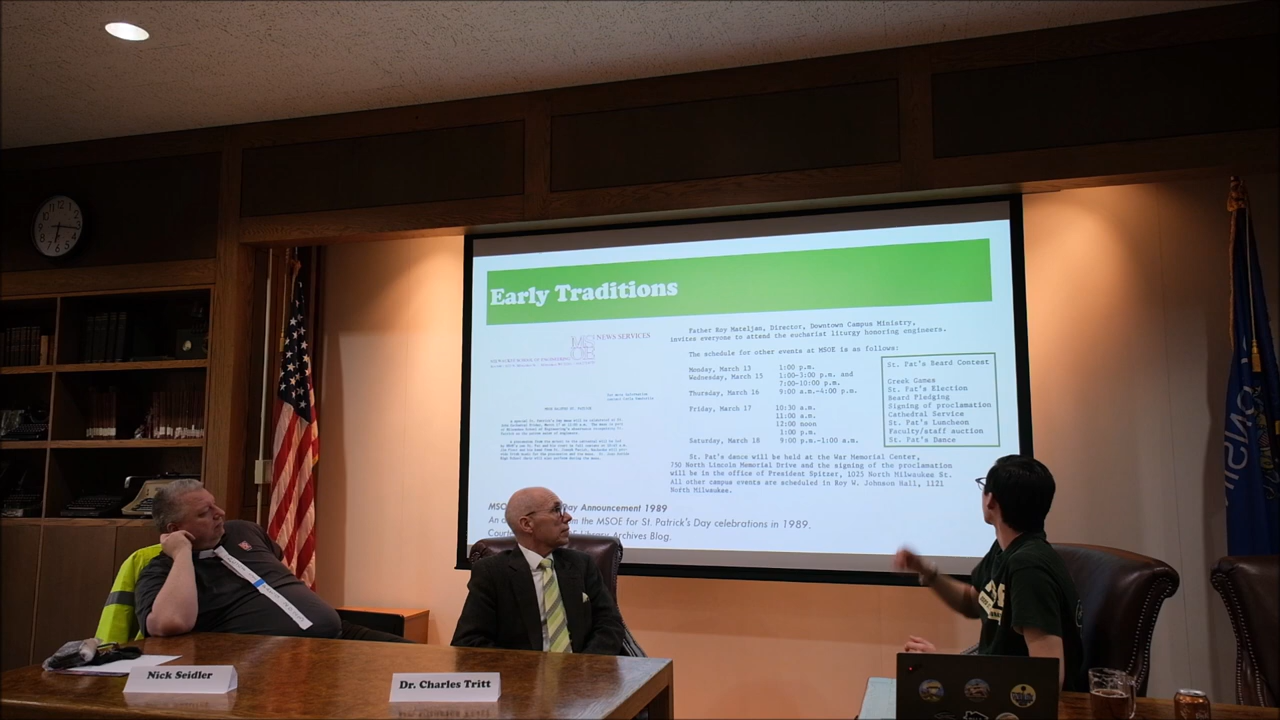 Early Traditions
NEWS SERVICES
MILWAUKEE SCHOOL OF ENGINEERING
Father Roy Mateljan, Director, Downtown Campus Ministry,
invites everyone to attend the eucharist liturgy honoring engineers.
The schedule for other events at MSOE is as follows:
Monday, March 13 1:00 p.m. St. Pat's Beard Contest
Wednesday, March 15 1:00-3:00 p.m. and
7:00-10:00 p.m. Greek Games
Thursday, March 16 9:00 a.m.-4:00 p.m. St. Pat's Election
Beard Pledging
Friday, March 17 10:30 a.m. Signing of proclamation
11:00 a.m. Cathedral Service
12:00 noon St. Pat's Luncheon
1:00 p.m. Faculty/staff auction
Saturday, March 18 9:00 p.m.-1:00 a.m. St. Pat's Dance
St. Pat's dance will be held at the War Memorial Center,
750 North Lincoln Memorial Drive and the signing of the proclamation
will be in the office of President Spitzer, 1025 North Milwaukee St.
All other campus events are scheduled in Roy W. Johnson Hall, 1121
North Milwaukee.
Day Announcement 1989
the MSOE for St. Patrick's Day celebrations in 1989.
Library Archives Blog.
Nick Seidler
Dr. Charles Tritt